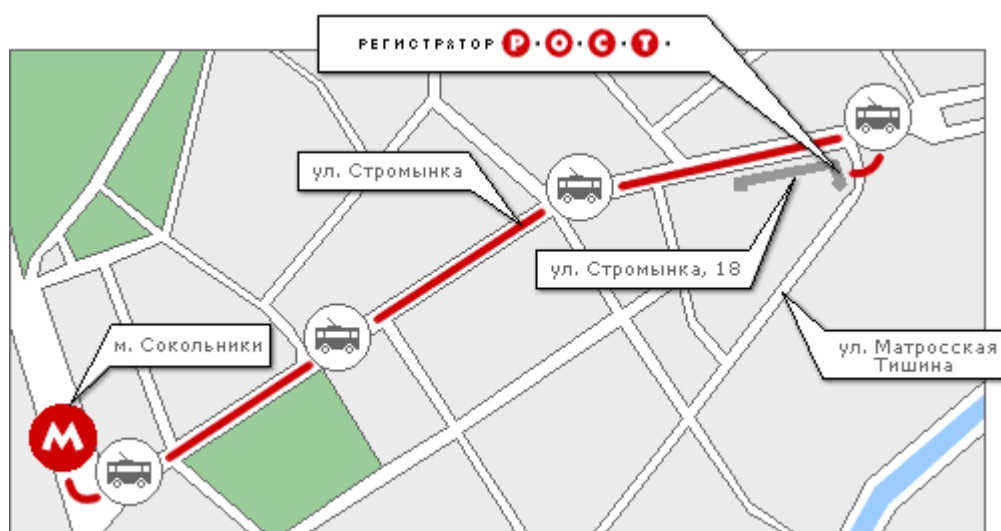 РЕГИСТРАТОР Р·О·С·Т·
ул. Стромынка
ул. Стромынка, 18
м. Сокольники
ул. Матросская
Тишина
М